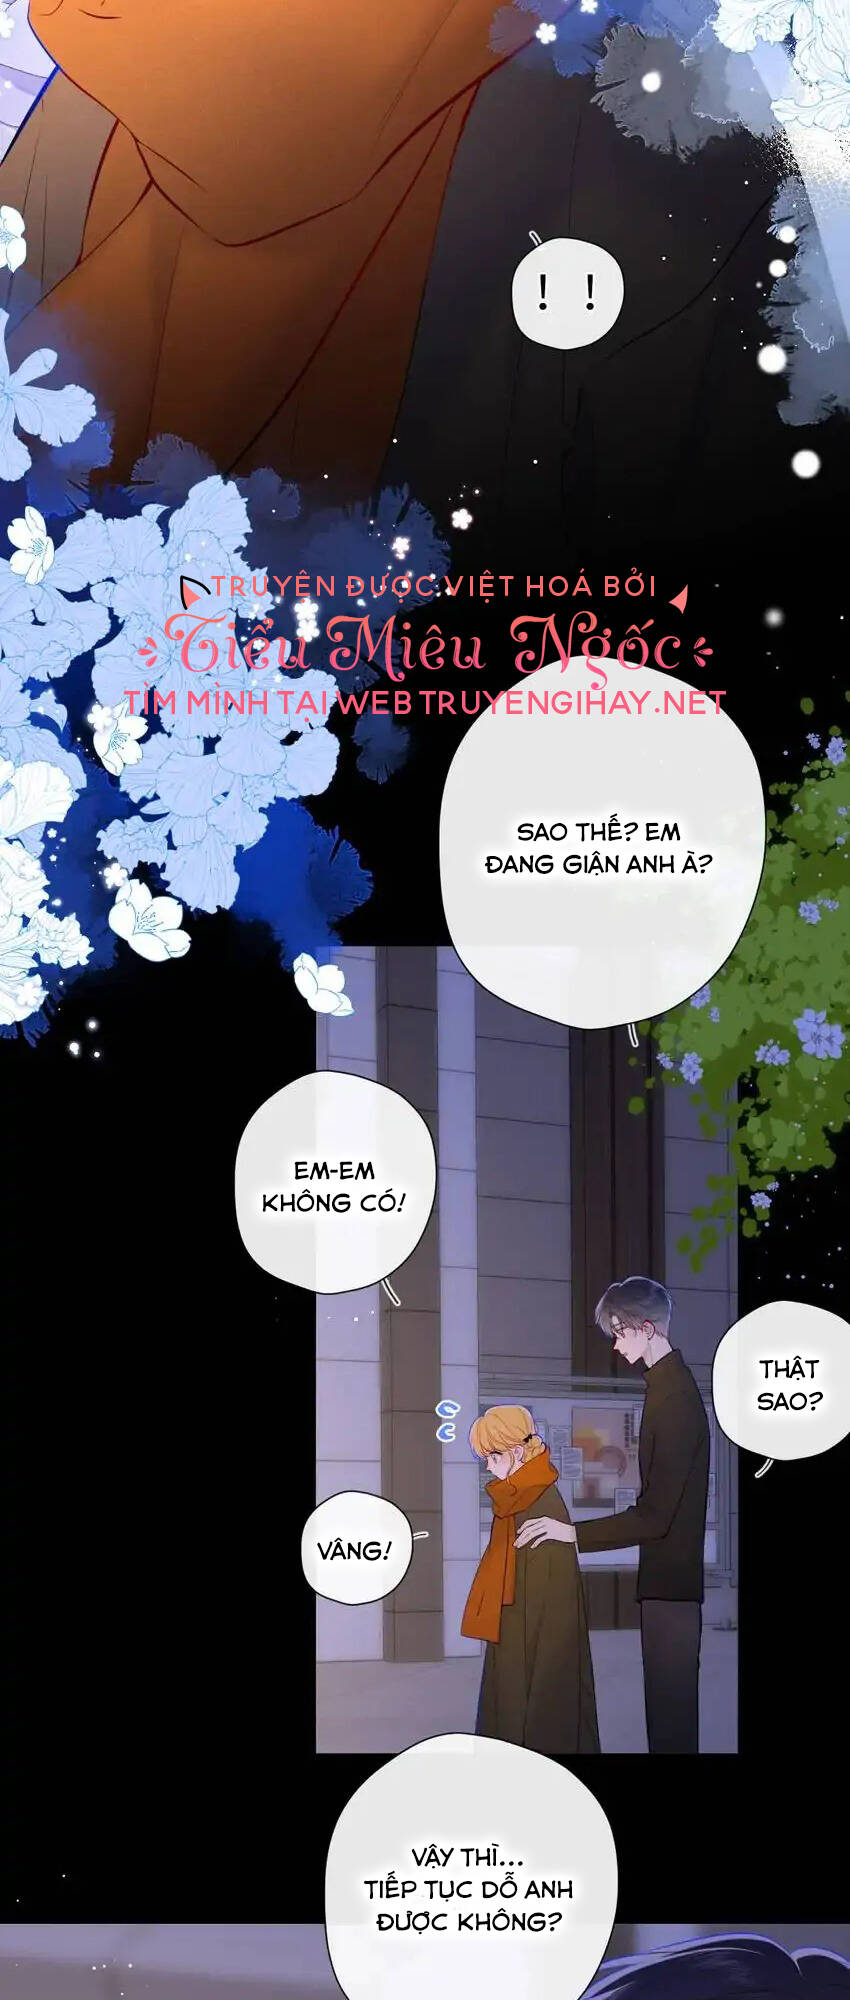 ! !
TRUYỆN ĐƯỢC VIỆT HOÁ BỞI
Tiểu Miêu Ngốc
TÌM MÌNH TẠI WEB TRUYENGIHAY.NET
SAO THẾ? EM
ĐANG GIẬN ANH À?
EM-EM
KHÔNG CÓ!
THẬT
SAO?
VÂNG!
VẬY THÌ...
TIẾP TỤC DỖ ANH
ĐƯỢC KHÔNG?